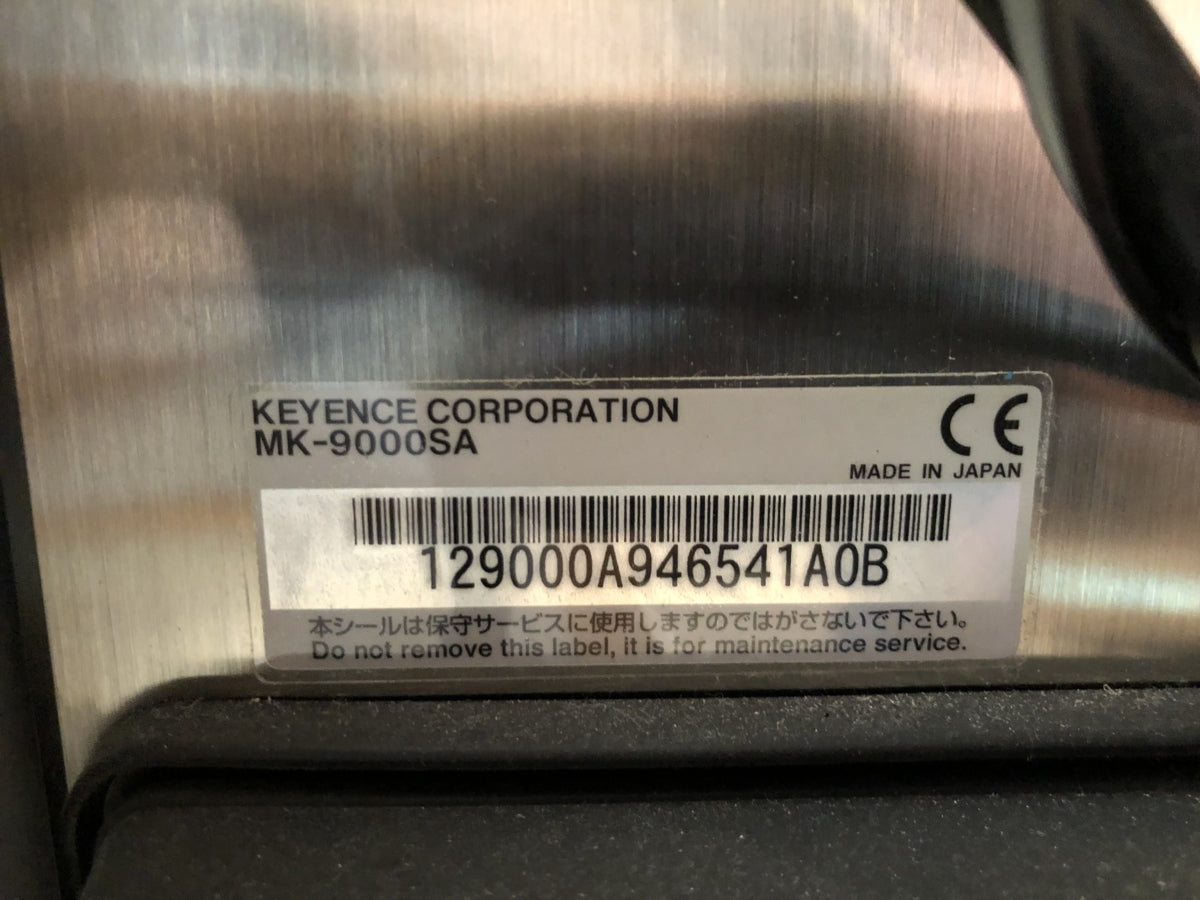 KEYENCE CORPORATION
MK-9000SA
CE
MADE IN JAPAN
129000A946541A0B
本シールは保守サービスに使用しますのではがさないで下さい。
Do not remove this label, it is for maintenance service.